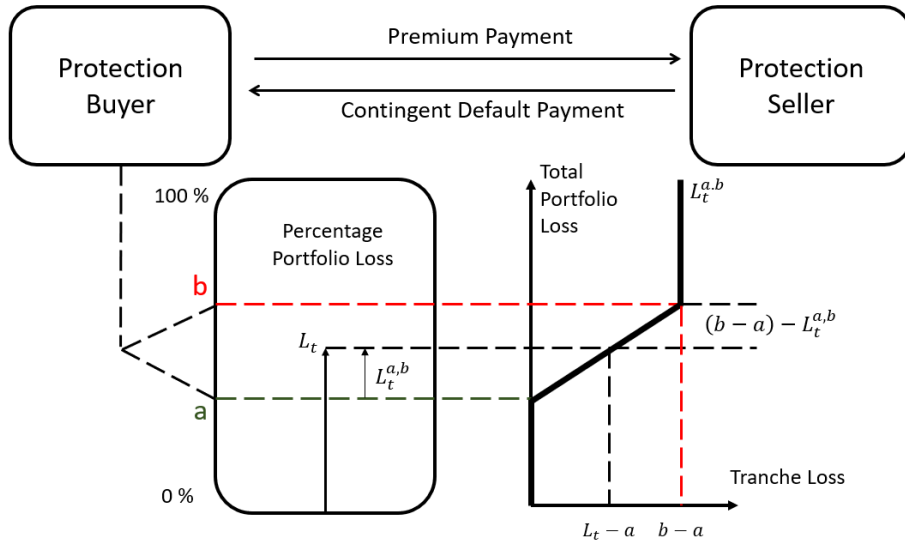 Protection
Buyer
Premium Payment
Contingent Default Payment
Protection
Seller
100 %
Percentage
Portfolio Loss
Total
Portfolio
Loss
$L_t^{a.b}$
b
$(b-a)-L_t^{a,b}$
$L_t$
$L_t^{a,b}$
a
0 %
Tranche Loss
$L_t-a$
$b-a$